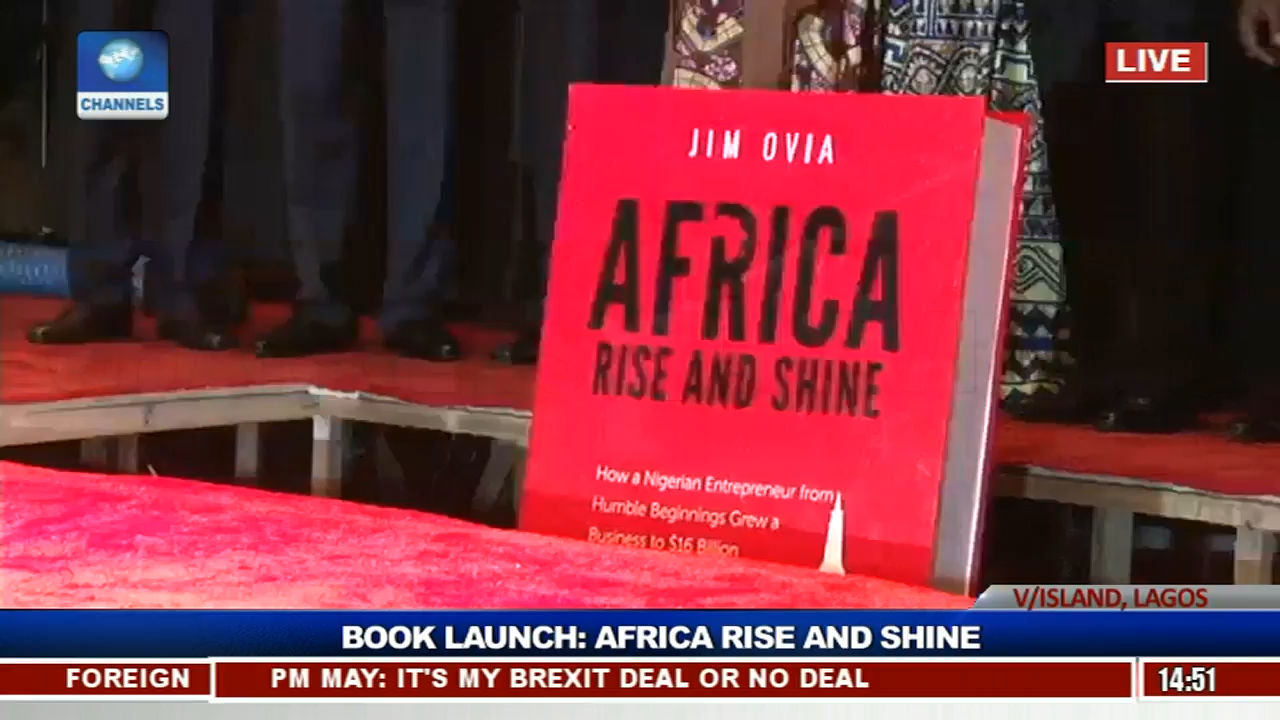 CHANNELS
LIVE
JIM OVIA
AFRICA
RISE AND SHINE
How a Nigerian Entrepreneur from
Humble Beginnings Grew a
Business to $16 Billion
V/ISLAND, LAGOS
BOOK LAUNCH: AFRICA RISE AND SHINE
FOREIGN
PM MAY: IT'S MY BREXIT DEAL OR NO DEAL
14:51